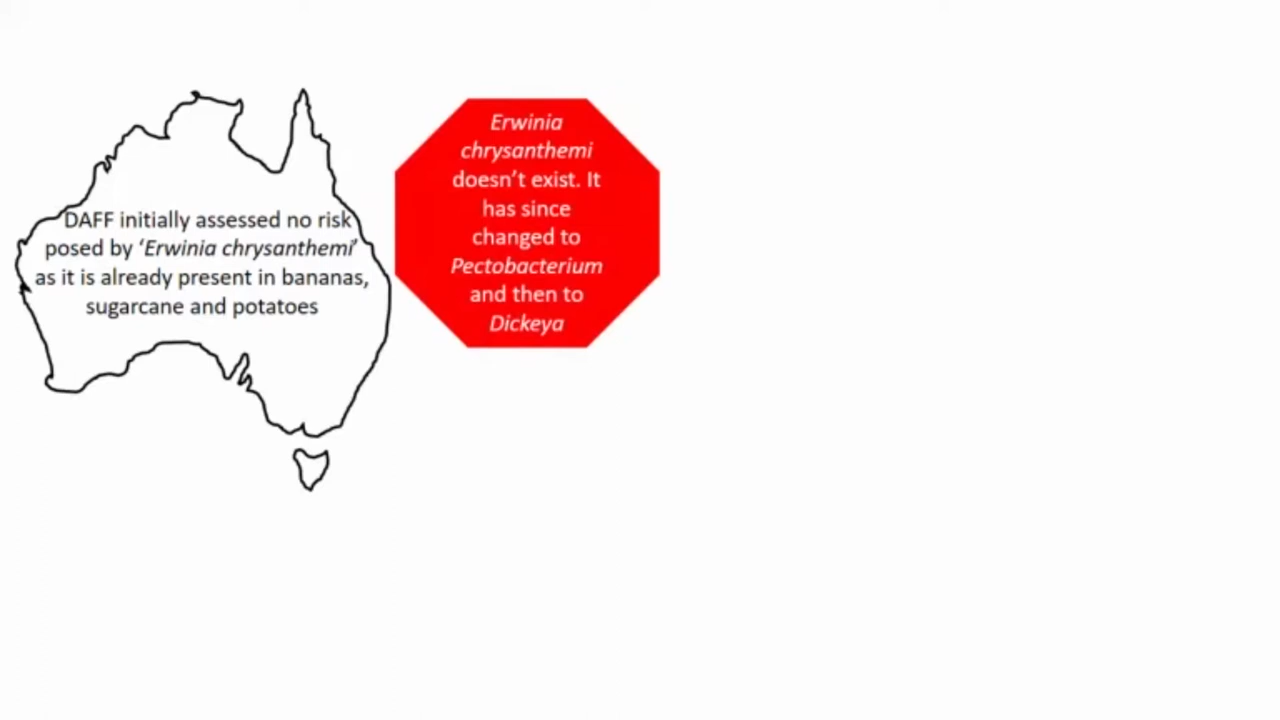 DAFF initially assessed no risk
posed by ‘Erwinia chrysanthemi’
as it is already present in bananas,
sugarcane and potatoes
Erwinia
chrysanthemi
doesn’t exist. It
has since
changed to
Pectobacterium
and then to
Dickeya